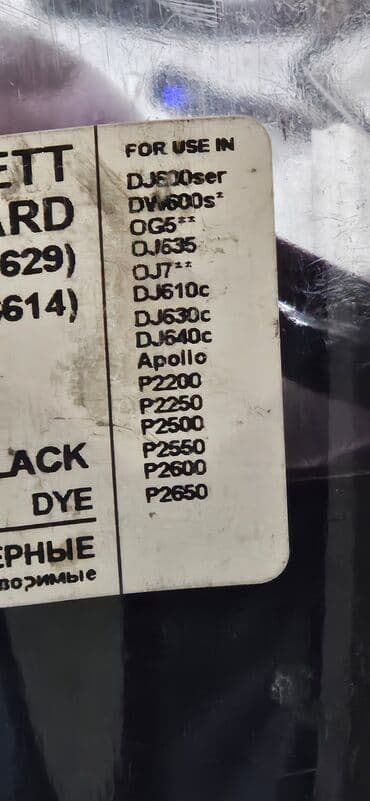 ETT
ARD
629)
614)
LACK
DYE
ЕРНЫЕ
воримые
FOR USE IN
DJ600ser
DW600s*
OG5**
OJ635
OJ7**
DJ610c
DJ630c
DJ640c
Apollo
P2200
P2250
P2500
P2550
P2600
P2650